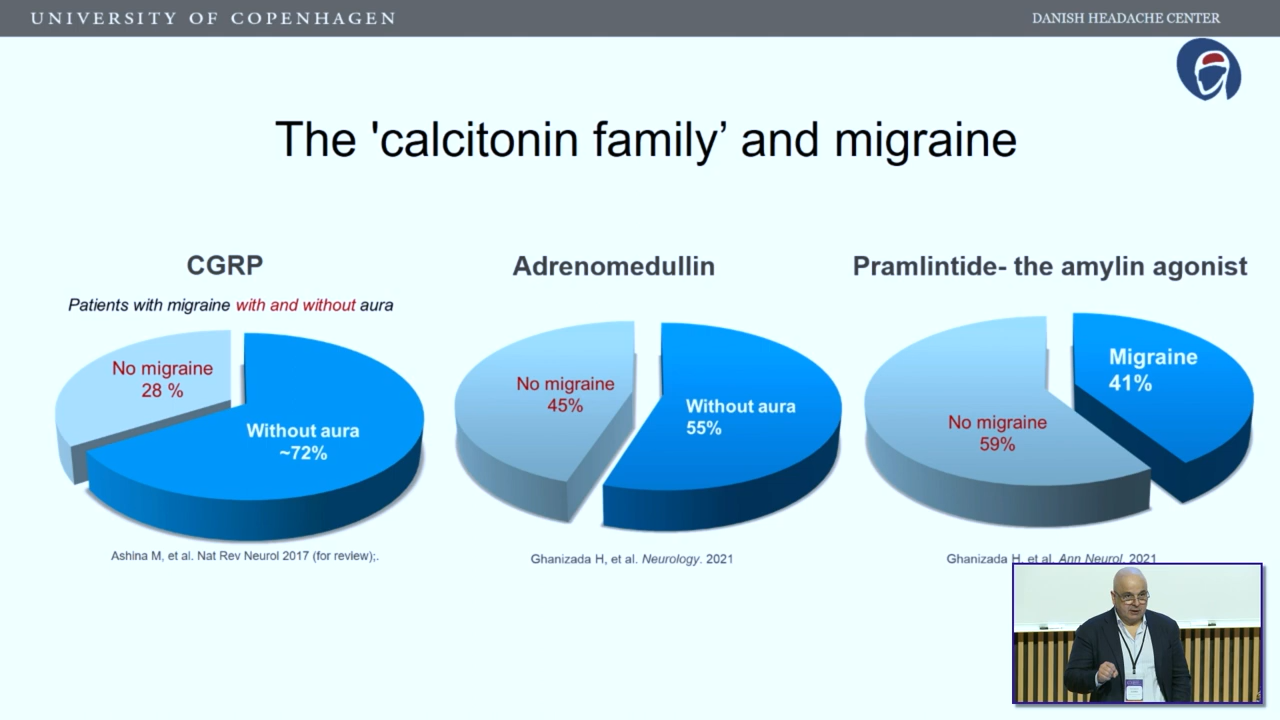 UNIVERSITY OF COPENHAGEN
DANISH HEADACHE CENTER
The 'calcitonin family’ and migraine
CGRP
Patients with migraine with and without aura
No migraine
28 %
Without aura
~72%
Ashina M, et al. Nat Rev Neurol 2017 (for review);.
Adrenomedullin
No migraine
45%
Without aura
55%
Ghanizada H, et al. Neurology. 2021
Pramlintide- the amylin agonist
Migraine
41%
No migraine
59%
Ghanizada H, et al. Ann Neurol. 2021